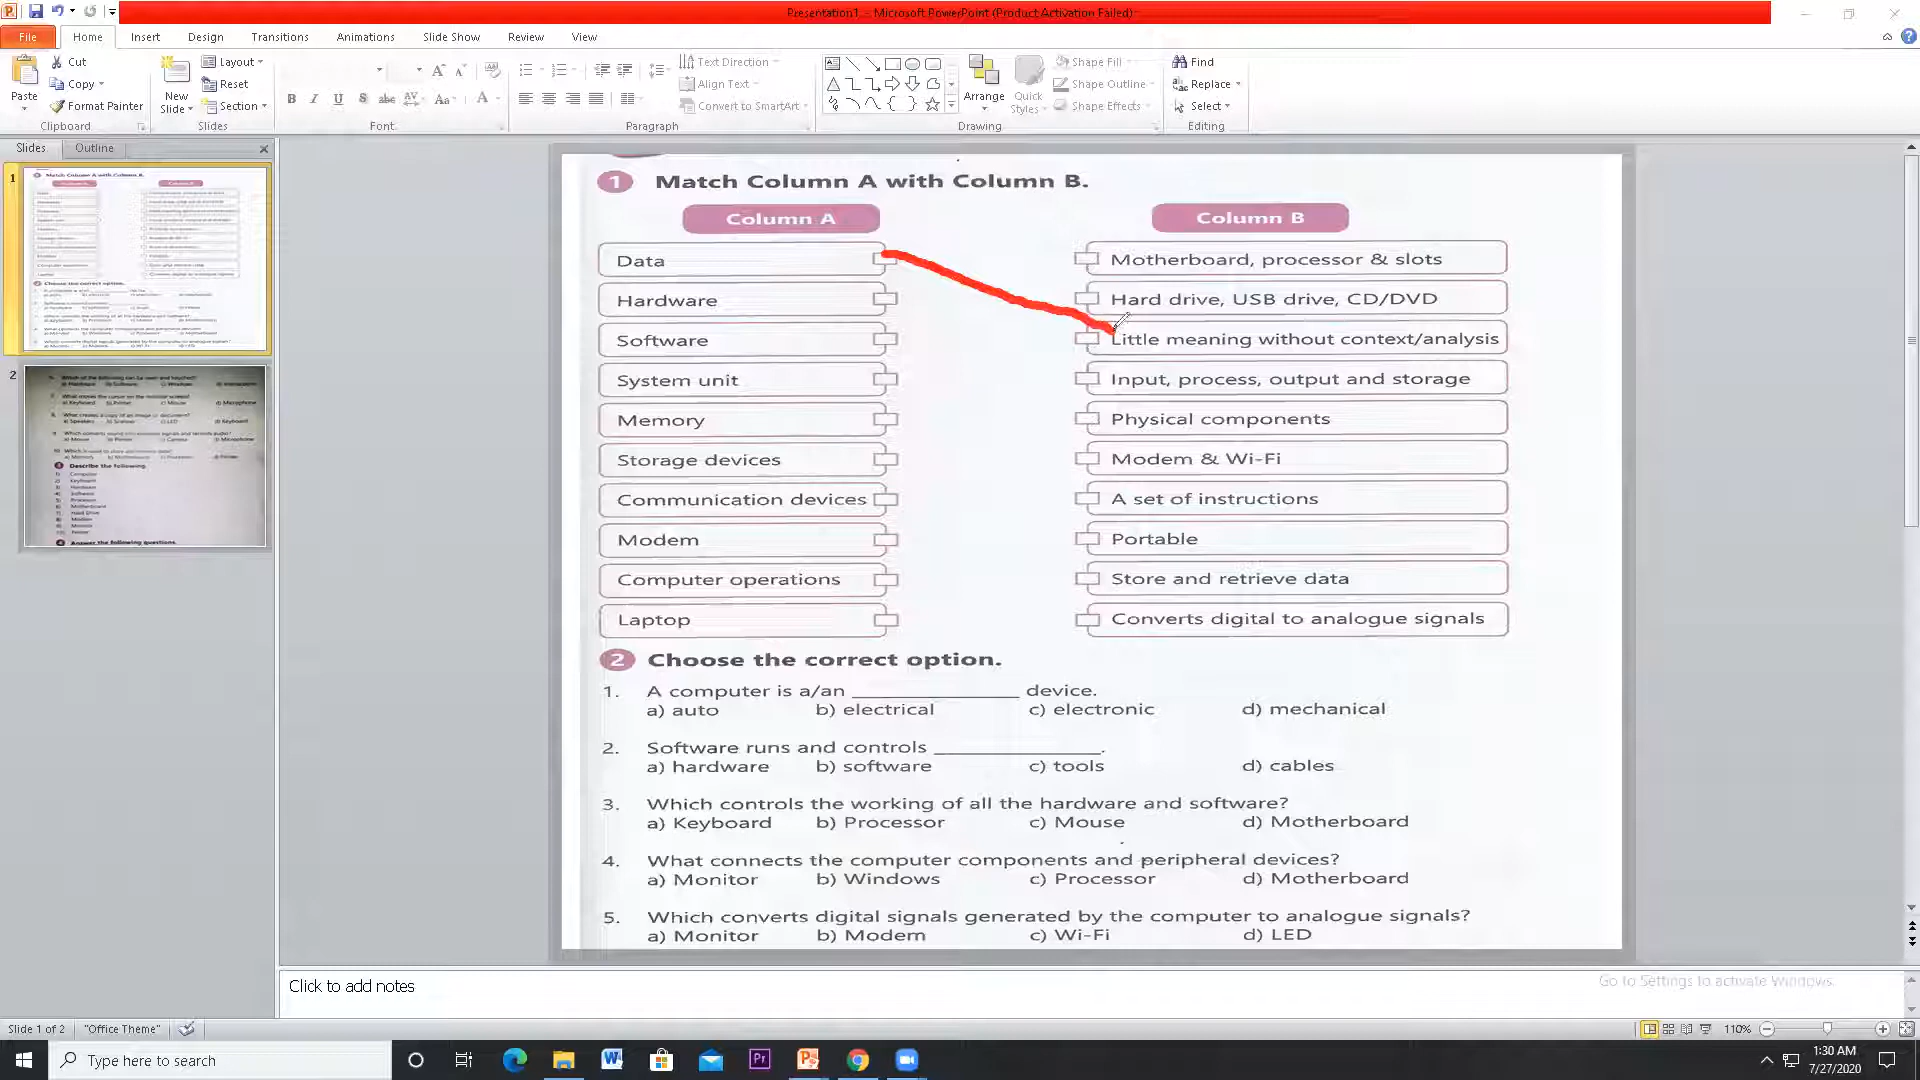 Presentation1 - Microsoft PowerPoint (Product Activation Failed)
File Home Insert Design Transitions Animations Slide Show Review View
Paste
Cut
Copy
Format Painter
Clipboard
New Slide
Layout
Reset
Section
Slides
Font
Text Direction
Align Text
Convert to SmartArt
Paragraph
Arrange
Quick Styles
Shape Fill
Shape Outline
Shape Effects
Drawing
Find
Replace
Select
Editing
Slides Outline
1
2
1 Match Column A with Column B.
Column A Column B
Data Motherboard, processor & slots
Hardware Hard drive, USB drive, CD/DVD
Software Little meaning without context/analysis
System unit Input, process, output and storage
Memory Physical components
Storage devices Modem & Wi-Fi
Communication devices A set of instructions
Modem Portable
Computer operations Store and retrieve data
Laptop Converts digital to analogue signals
2 Choose the correct option.
1. A computer is a/an ________________ device.
a) auto b) electrical c) electronic d) mechanical
2. Software runs and controls ________________.
a) hardware b) software c) tools d) cables
3. Which controls the working of all the hardware and software?
a) Keyboard b) Processor c) Mouse d) Motherboard
4. What connects the computer components and peripheral devices?
a) Monitor b) Windows c) Processor d) Motherboard
5. Which converts digital signals generated by the computer to analogue signals?
a) Monitor b) Modem c) Wi-Fi d) LED
Click to add notes
Go to Settings to activate Windows.
Slide 1 of 2 "Office Theme" 110%
Type here to search
1:30 AM
7/27/2020